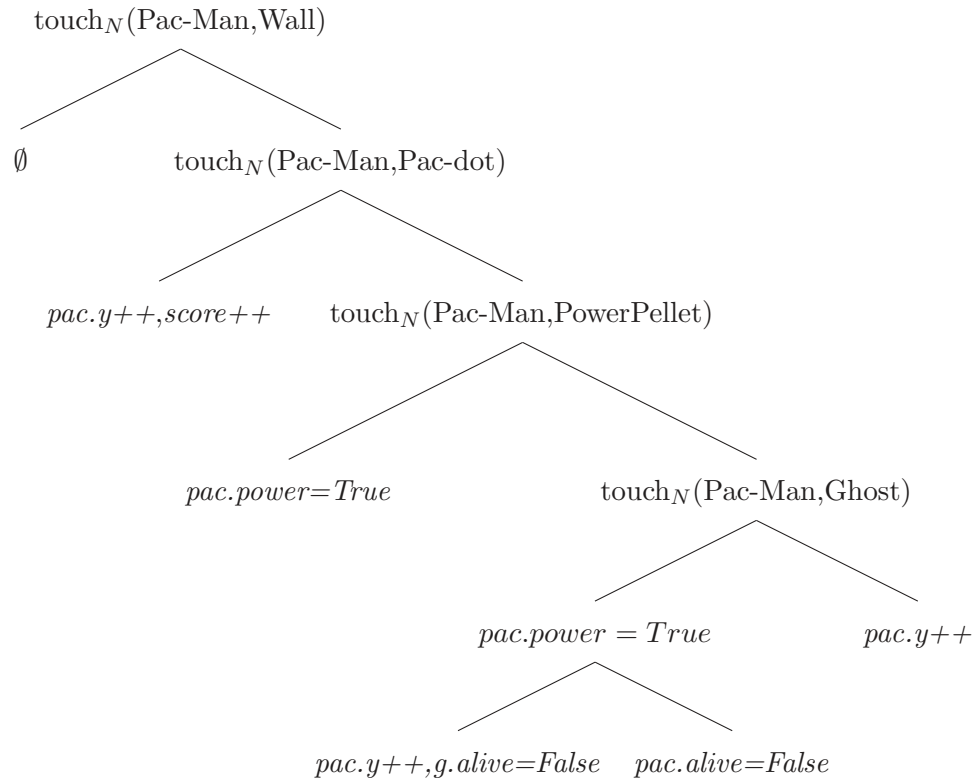 touch_N(Pac-Man,Wall)
∅
touch_N(Pac-Man,Pac-dot)
pac.y++,score++
touch_N(Pac-Man,PowerPellet)
pac.power=True
touch_N(Pac-Man,Ghost)
pac.power = True
pac.y++
pac.y++,g.alive=False
pac.alive=False